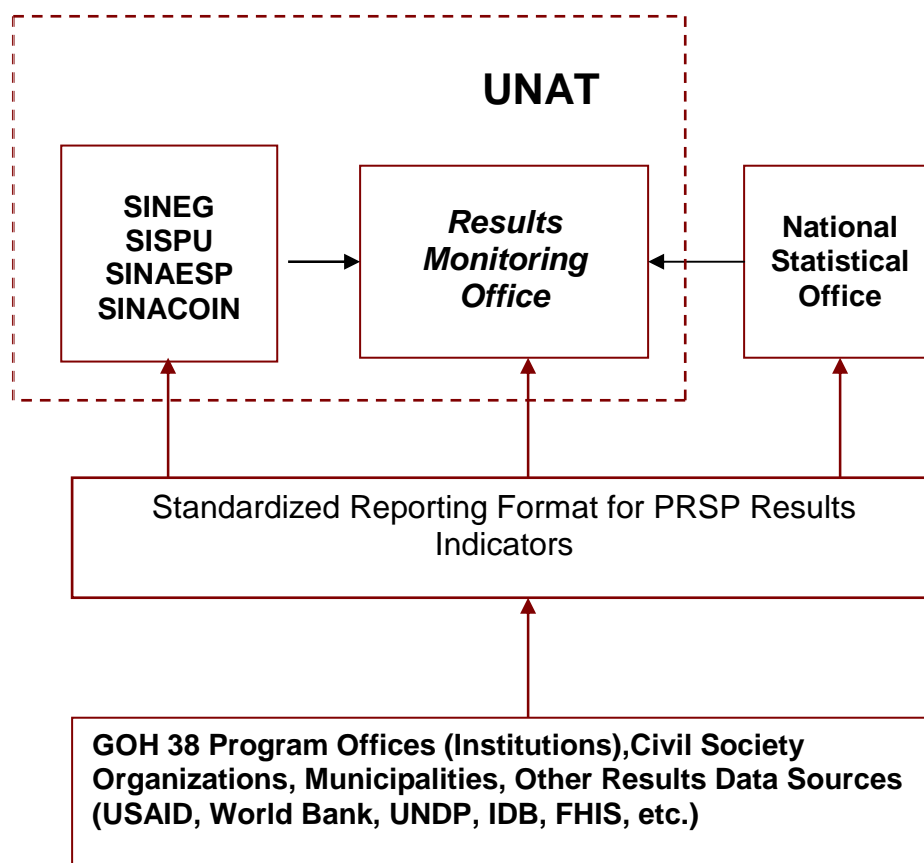 UNAT
SINEG
SISPU
SINAESP
SINACOIN
Results
Monitoring
Office
National
Statistical
Office
Standardized Reporting Format for PRSP Results
Indicators
GOH 38 Program Offices (Institutions),Civil Society
Organizations, Municipalities, Other Results Data Sources
(USAID, World Bank, UNDP, IDB, FHIS, etc.)